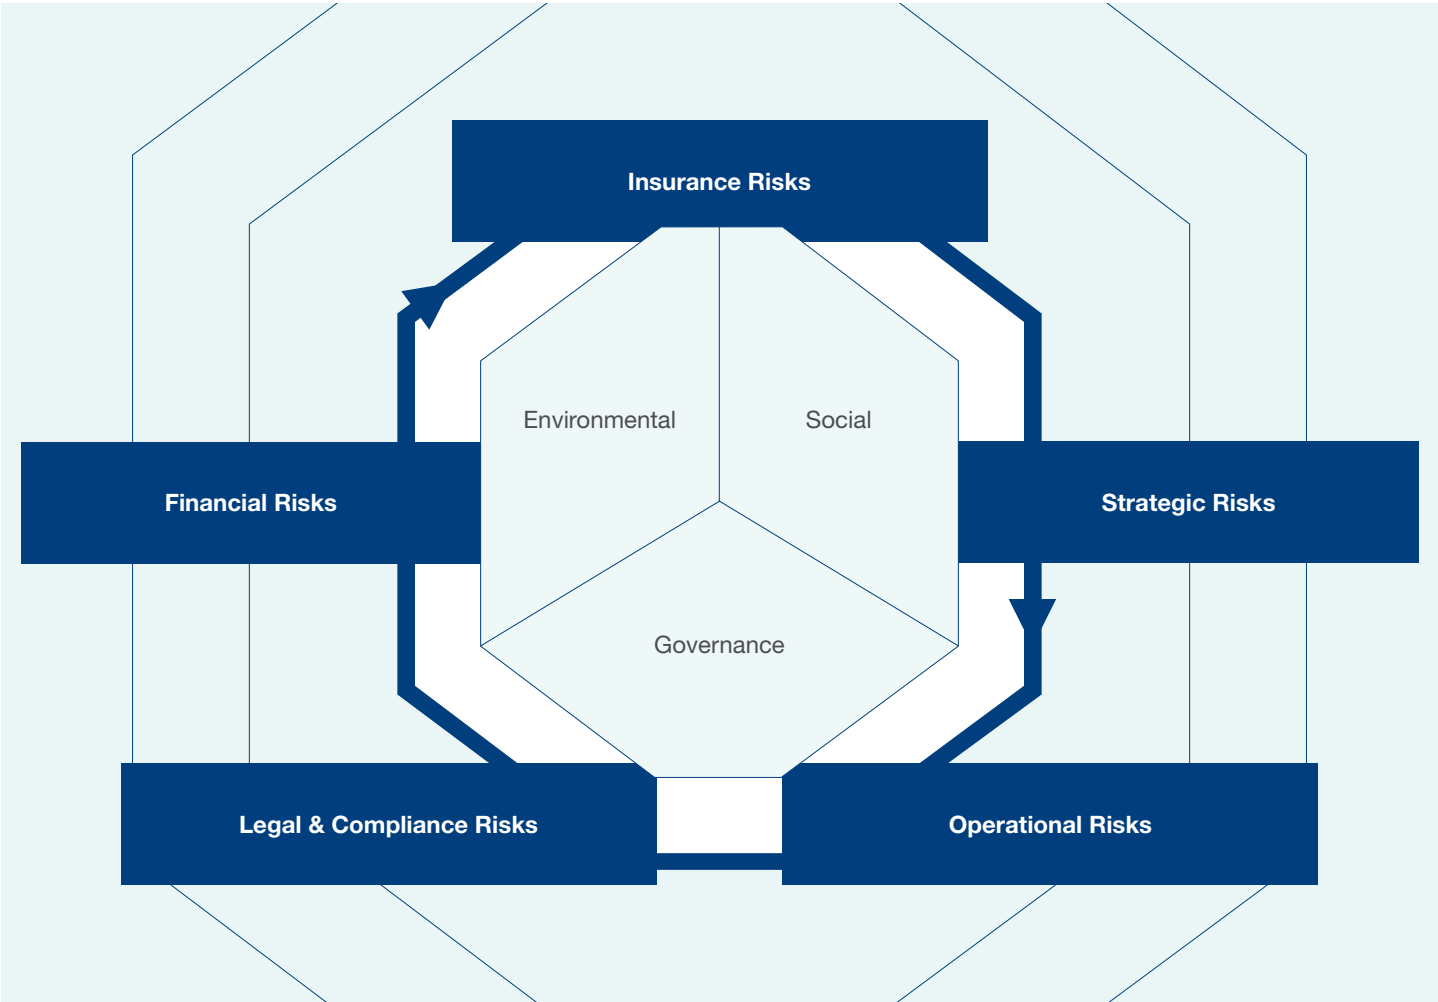 Insurance Risks
Environmental
Social
Financial Risks
Strategic Risks
Governance
Legal & Compliance Risks
Operational Risks